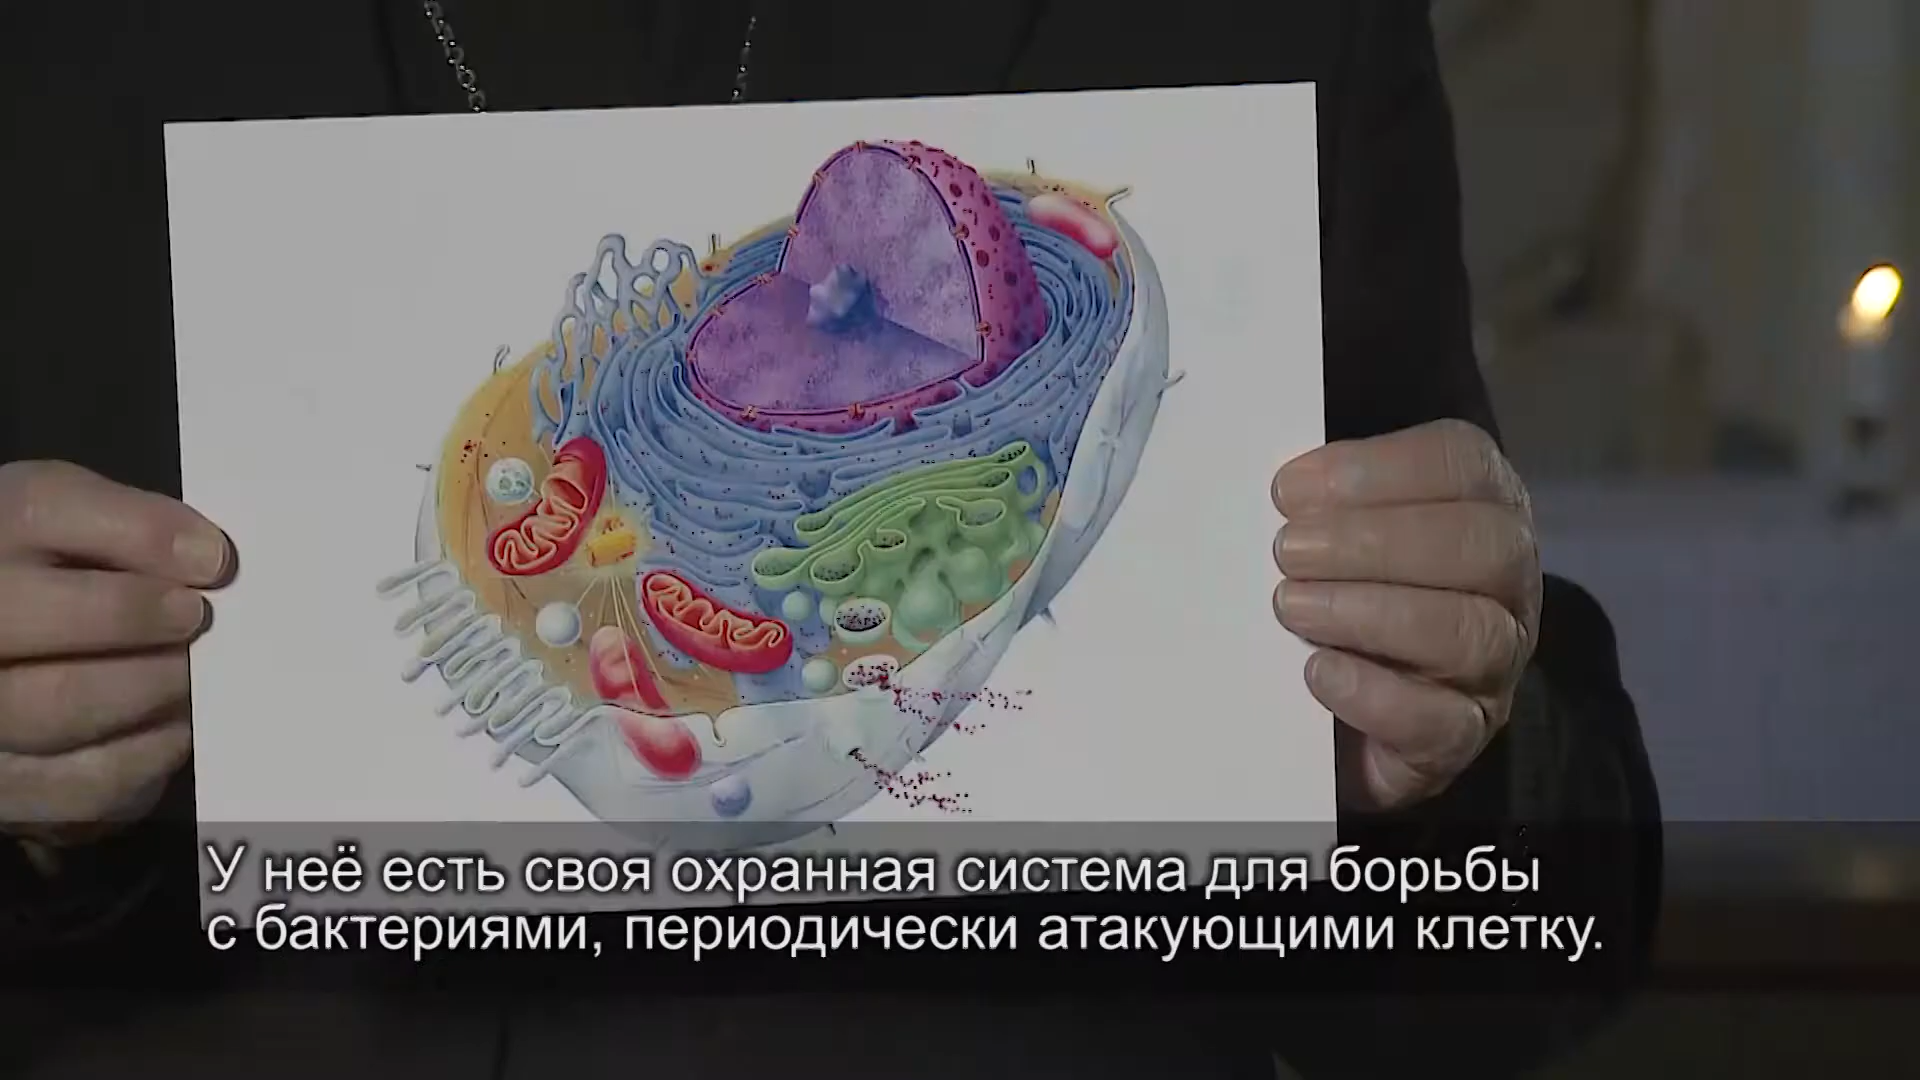 У неё есть своя охранная система для борьбы
с бактериями, периодически атакующими клетку.